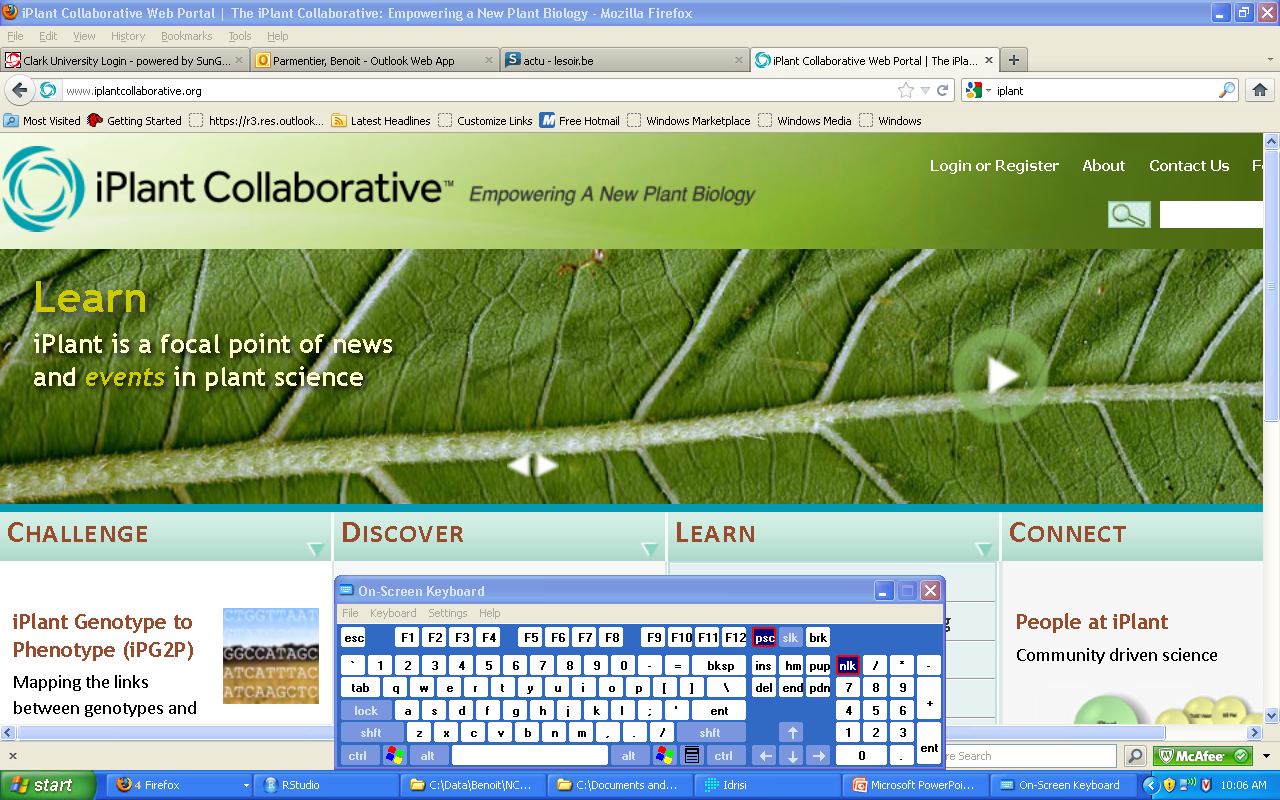 iPlant Collaborative Web Portal | The iPlant Collaborative: Empowering a New Plant Biology - Mozilla Firefox
File Edit View History Bookmarks Tools Help
Clark University Login - powered by SunG...
Parmentier, Benoit - Outlook Web App
actu - lesoir.be
iPlant Collaborative Web Portal | The iPla...
www.iplantcollaborative.org
iplant
Most Visited Getting Started https://r3.res.outlook... Latest Headlines Customize Links Free Hotmail Windows Marketplace Windows Media Windows
Login or Register About Contact Us
iPlant Collaborative™ Empowering A New Plant Biology
Learn
iPlant is a focal point of news
and events in plant science
CHALLENGE DISCOVER LEARN CONNECT
iPlant Genotype to
Phenotype (iPG2P)
Mapping the links
between genotypes and
CTGGTTAAT
GGCCATAGC
ATCATTTAC
ATCAAGCTC
People at iPlant
Community driven science
iPlant
On-Screen Keyboard
File Keyboard Settings Help
esc F1 F2 F3 F4 F5 F6 F7 F8 F9 F10 F11 F12 psc slk brk
` 1 2 3 4 5 6 7 8 9 0 - = bksp ins hm pup nlk / * -
tab q w e r t y u i o p [ ] \ del end pdn 7 8 9 +
lock a s d f g h j k l ; ' ent 4 5 6
shft z x c v b n m , . / shft ↑ 1 2 3 ent
ctrl alt alt ctrl ← ↓ → 0 .
Search
McAfee
start
4 Firefox
RStudio
C:\Data\Benoit\NC...
C:\Documents and...
Idrisi
Microsoft PowerPoi...
On-Screen Keyboard
10:06 AM